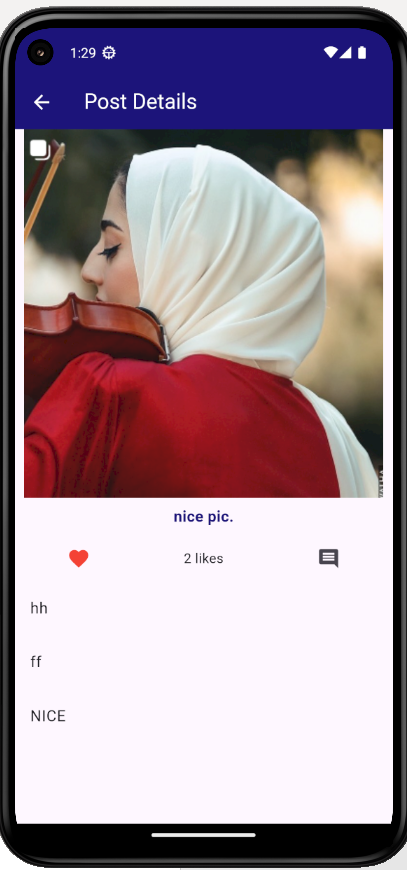 1:29
Post Details
nice pic.
2 likes
hh
ff
NICE